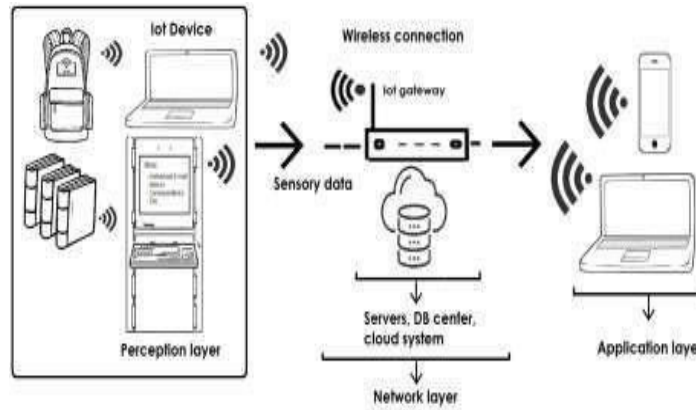 Iot Device
Wireless connection
Iot gateway
Sensory data
Perception layer
Servers, DB center,
cloud system
Network layer
Application laye